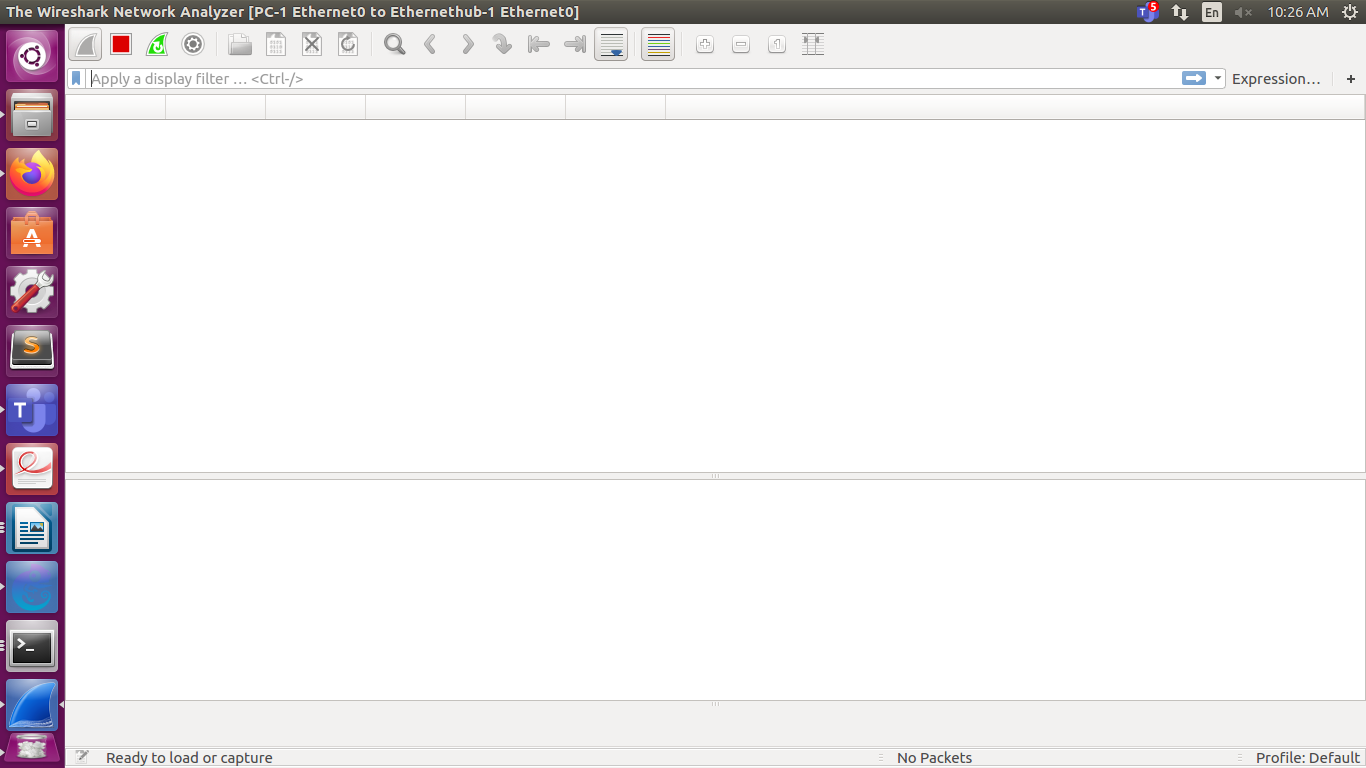 The Wireshark Network Analyzer [PC-1 Ethernet0 to Ethernethub-1 Ethernet0]
5
En
10:26 AM
Apply a display filter … <Ctrl-/>
Expression…
+
Ready to load or capture
No Packets
Profile: Default